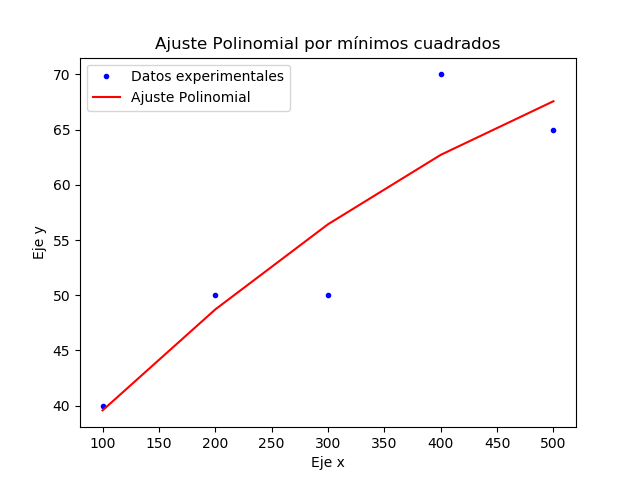 Ajuste Polinomial por mínimos cuadrados
Datos experimentales
Ajuste Polinomial
70
65
60
55
50
45
40
Eje y
100 150 200 250 300 350 400 450 500
Eje x